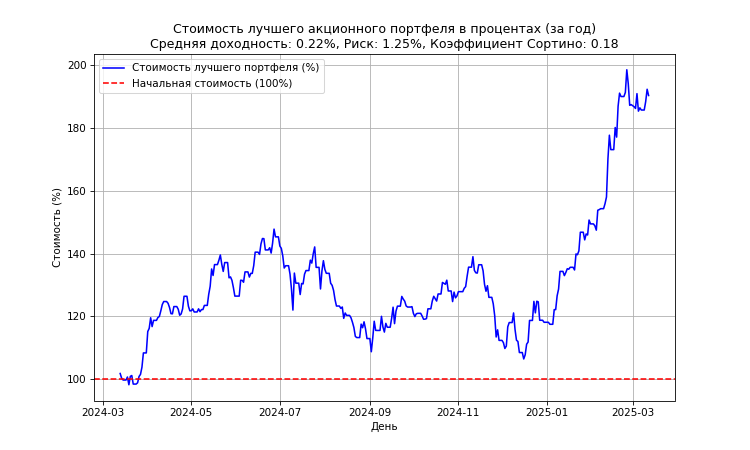 Стоимость лучшего акционного портфеля в процентах (за год)
Средняя доходность: 0.22%, Риск: 1.25%, Коэффициент Сортино: 0.18
Стоимость лучшего портфеля (%)
Начальная стоимость (100%)
Стоимость (%)
200
180
160
140
120
100
2024-03
2024-05
2024-07
2024-09
2024-11
2025-01
2025-03
День